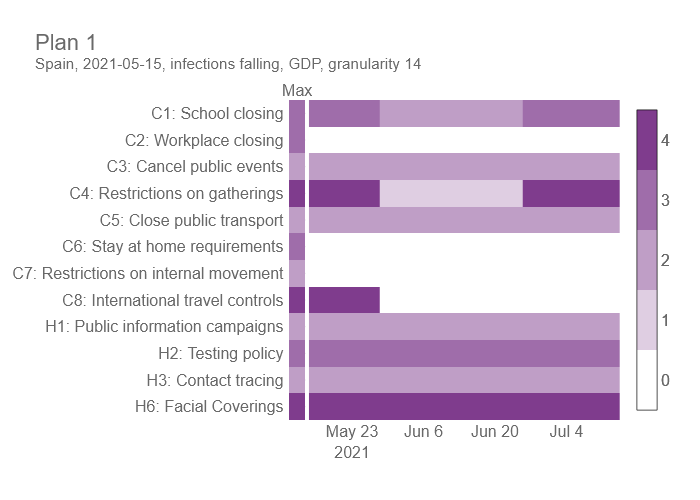 Plan 1
Spain, 2021-05-15, infections falling, GDP, granularity 14
Max
C1: School closing
C2: Workplace closing
C3: Cancel public events
C4: Restrictions on gatherings
C5: Close public transport
C6: Stay at home requirements
C7: Restrictions on internal movement
C8: International travel controls
H1: Public information campaigns
H2: Testing policy
H3: Contact tracing
H6: Facial Coverings
May 23 Jun 6 Jun 20 Jul 4
2021
4
3
2
1
0